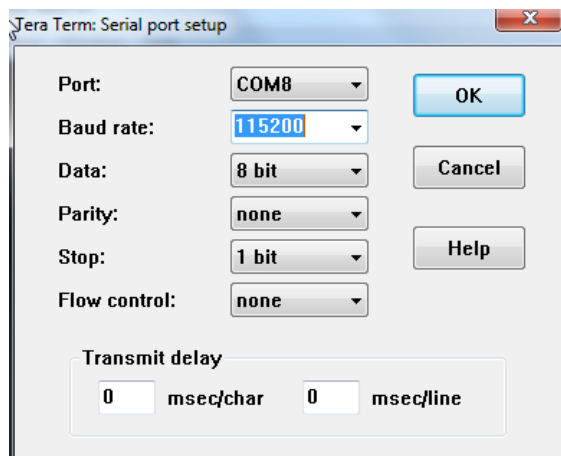 Tera Term: Serial port setup
Port: COM8 OK
Baud rate: 115200
Data: 8 bit Cancel
Parity: none
Stop: 1 bit Help
Flow control: none
Transmit delay
0 msec/char 0 msec/line